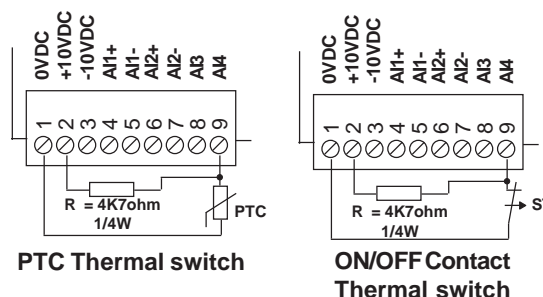 0VDC
+10VDC
-10VDC
AI1+
AI1-
AI2+
AI2-
AI3
AI4
1
2
3
4
5
6
7
8
9
R = 4K7ohm
1/4W
PTC
PTC Thermal switch
0VDC
+10VDC
-10VDC
AI1+
AI1-
AI2+
AI2-
AI3
AI4
1
2
3
4
5
6
7
8
9
R = 4K7ohm
1/4W
ON/OFF Contact
Thermal switch